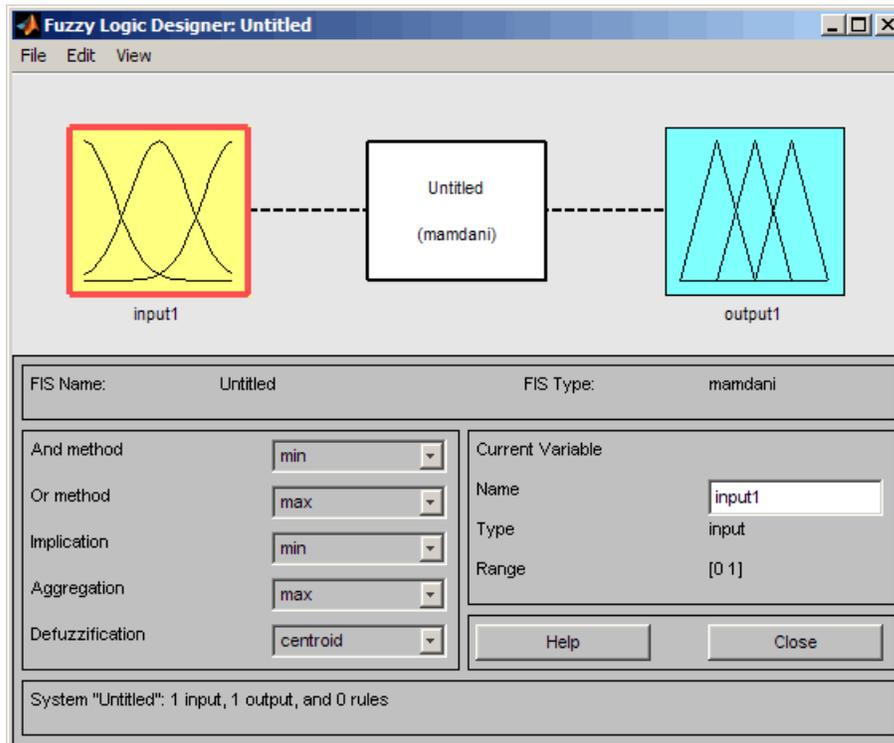 Fuzzy Logic Designer: Untitled
File Edit View
Untitled
(mamdani)
input1
output1
FIS Name: Untitled FIS Type: mamdani
And method min
Or method max
Implication min
Aggregation max
Defuzzification centroid
Current Variable
Name input1
Type input
Range [0 1]
Help Close
System "Untitled": 1 input, 1 output, and 0 rules